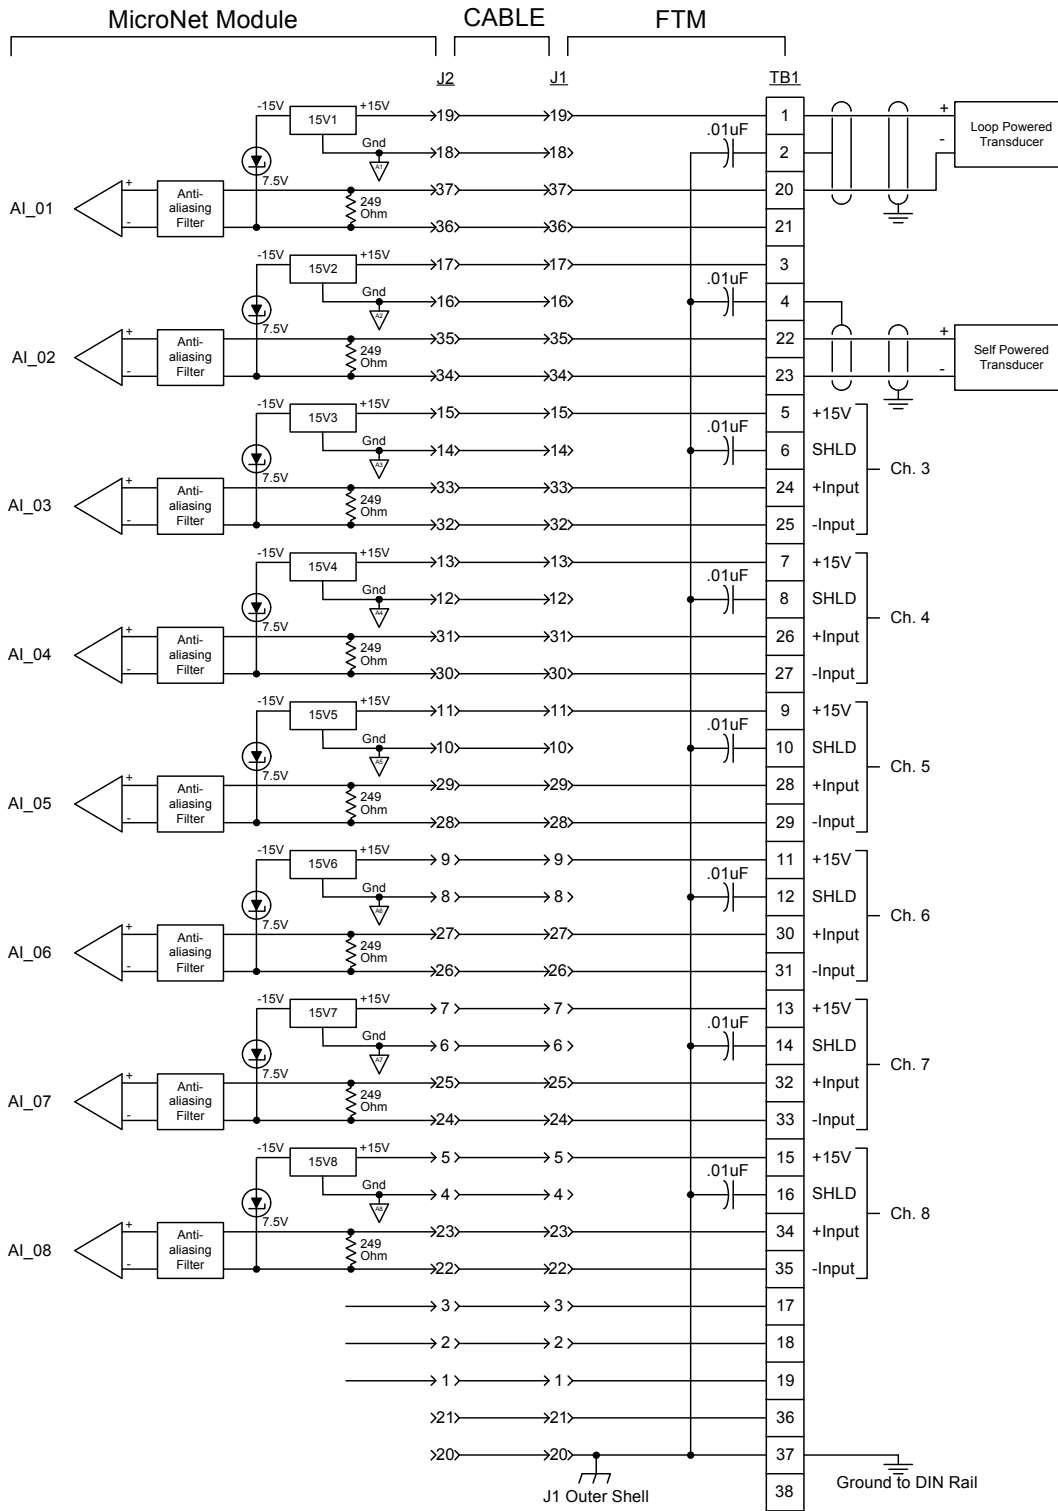 MicroNet Module CABLE FTM
J2 J1 TB1
-15V 15V1 +15V 19 19 1 + Loop Powered Transducer
.01uF
Gnd 18 18 2 -
A1
7.5V
AI_01 + Anti-aliasing Filter 249 Ohm 37 37 20
- 36 36 21
-15V 15V2 +15V 17 17 3
.01uF
Gnd 16 16 4
A2
7.5V
AI_02 + Anti-aliasing Filter 249 Ohm 35 35 22 + Self Powered Transducer
- 34 34 23 -
-15V 15V3 +15V 15 15 5 +15V
.01uF
Gnd 14 14 6 SHLD
A3
7.5V Ch. 3
AI_03 + Anti-aliasing Filter 249 Ohm 33 33 24 +Input
- 32 32 25 -Input
-15V 15V4 +15V 13 13 7 +15V
.01uF
Gnd 12 12 8 SHLD
A4
7.5V Ch. 4
AI_04 + Anti-aliasing Filter 249 Ohm 31 31 26 +Input
- 30 30 27 -Input
-15V 15V5 +15V 11 11 9 +15V
.01uF
Gnd 10 10 10 SHLD
A5
7.5V Ch. 5
AI_05 + Anti-aliasing Filter 249 Ohm 29 29 28 +Input
- 28 28 29 -Input
-15V 15V6 +15V 9 9 11 +15V
.01uF
Gnd 8 8 12 SHLD
A6
7.5V Ch. 6
AI_06 + Anti-aliasing Filter 249 Ohm 27 27 30 +Input
- 26 26 31 -Input
-15V 15V7 +15V 7 7 13 +15V
.01uF
Gnd 6 6 14 SHLD
A7
7.5V Ch. 7
AI_07 + Anti-aliasing Filter 249 Ohm 25 25 32 +Input
- 24 24 33 -Input
-15V 15V8 +15V 5 5 15 +15V
.01uF
Gnd 4 4 16 SHLD
A8
7.5V Ch. 8
AI_08 + Anti-aliasing Filter 249 Ohm 23 23 34 +Input
- 22 22 35 -Input
3 3 17
2 2 18
1 1 19
21 21 36
20 20 37
J1 Outer Shell Ground to DIN Rail
38